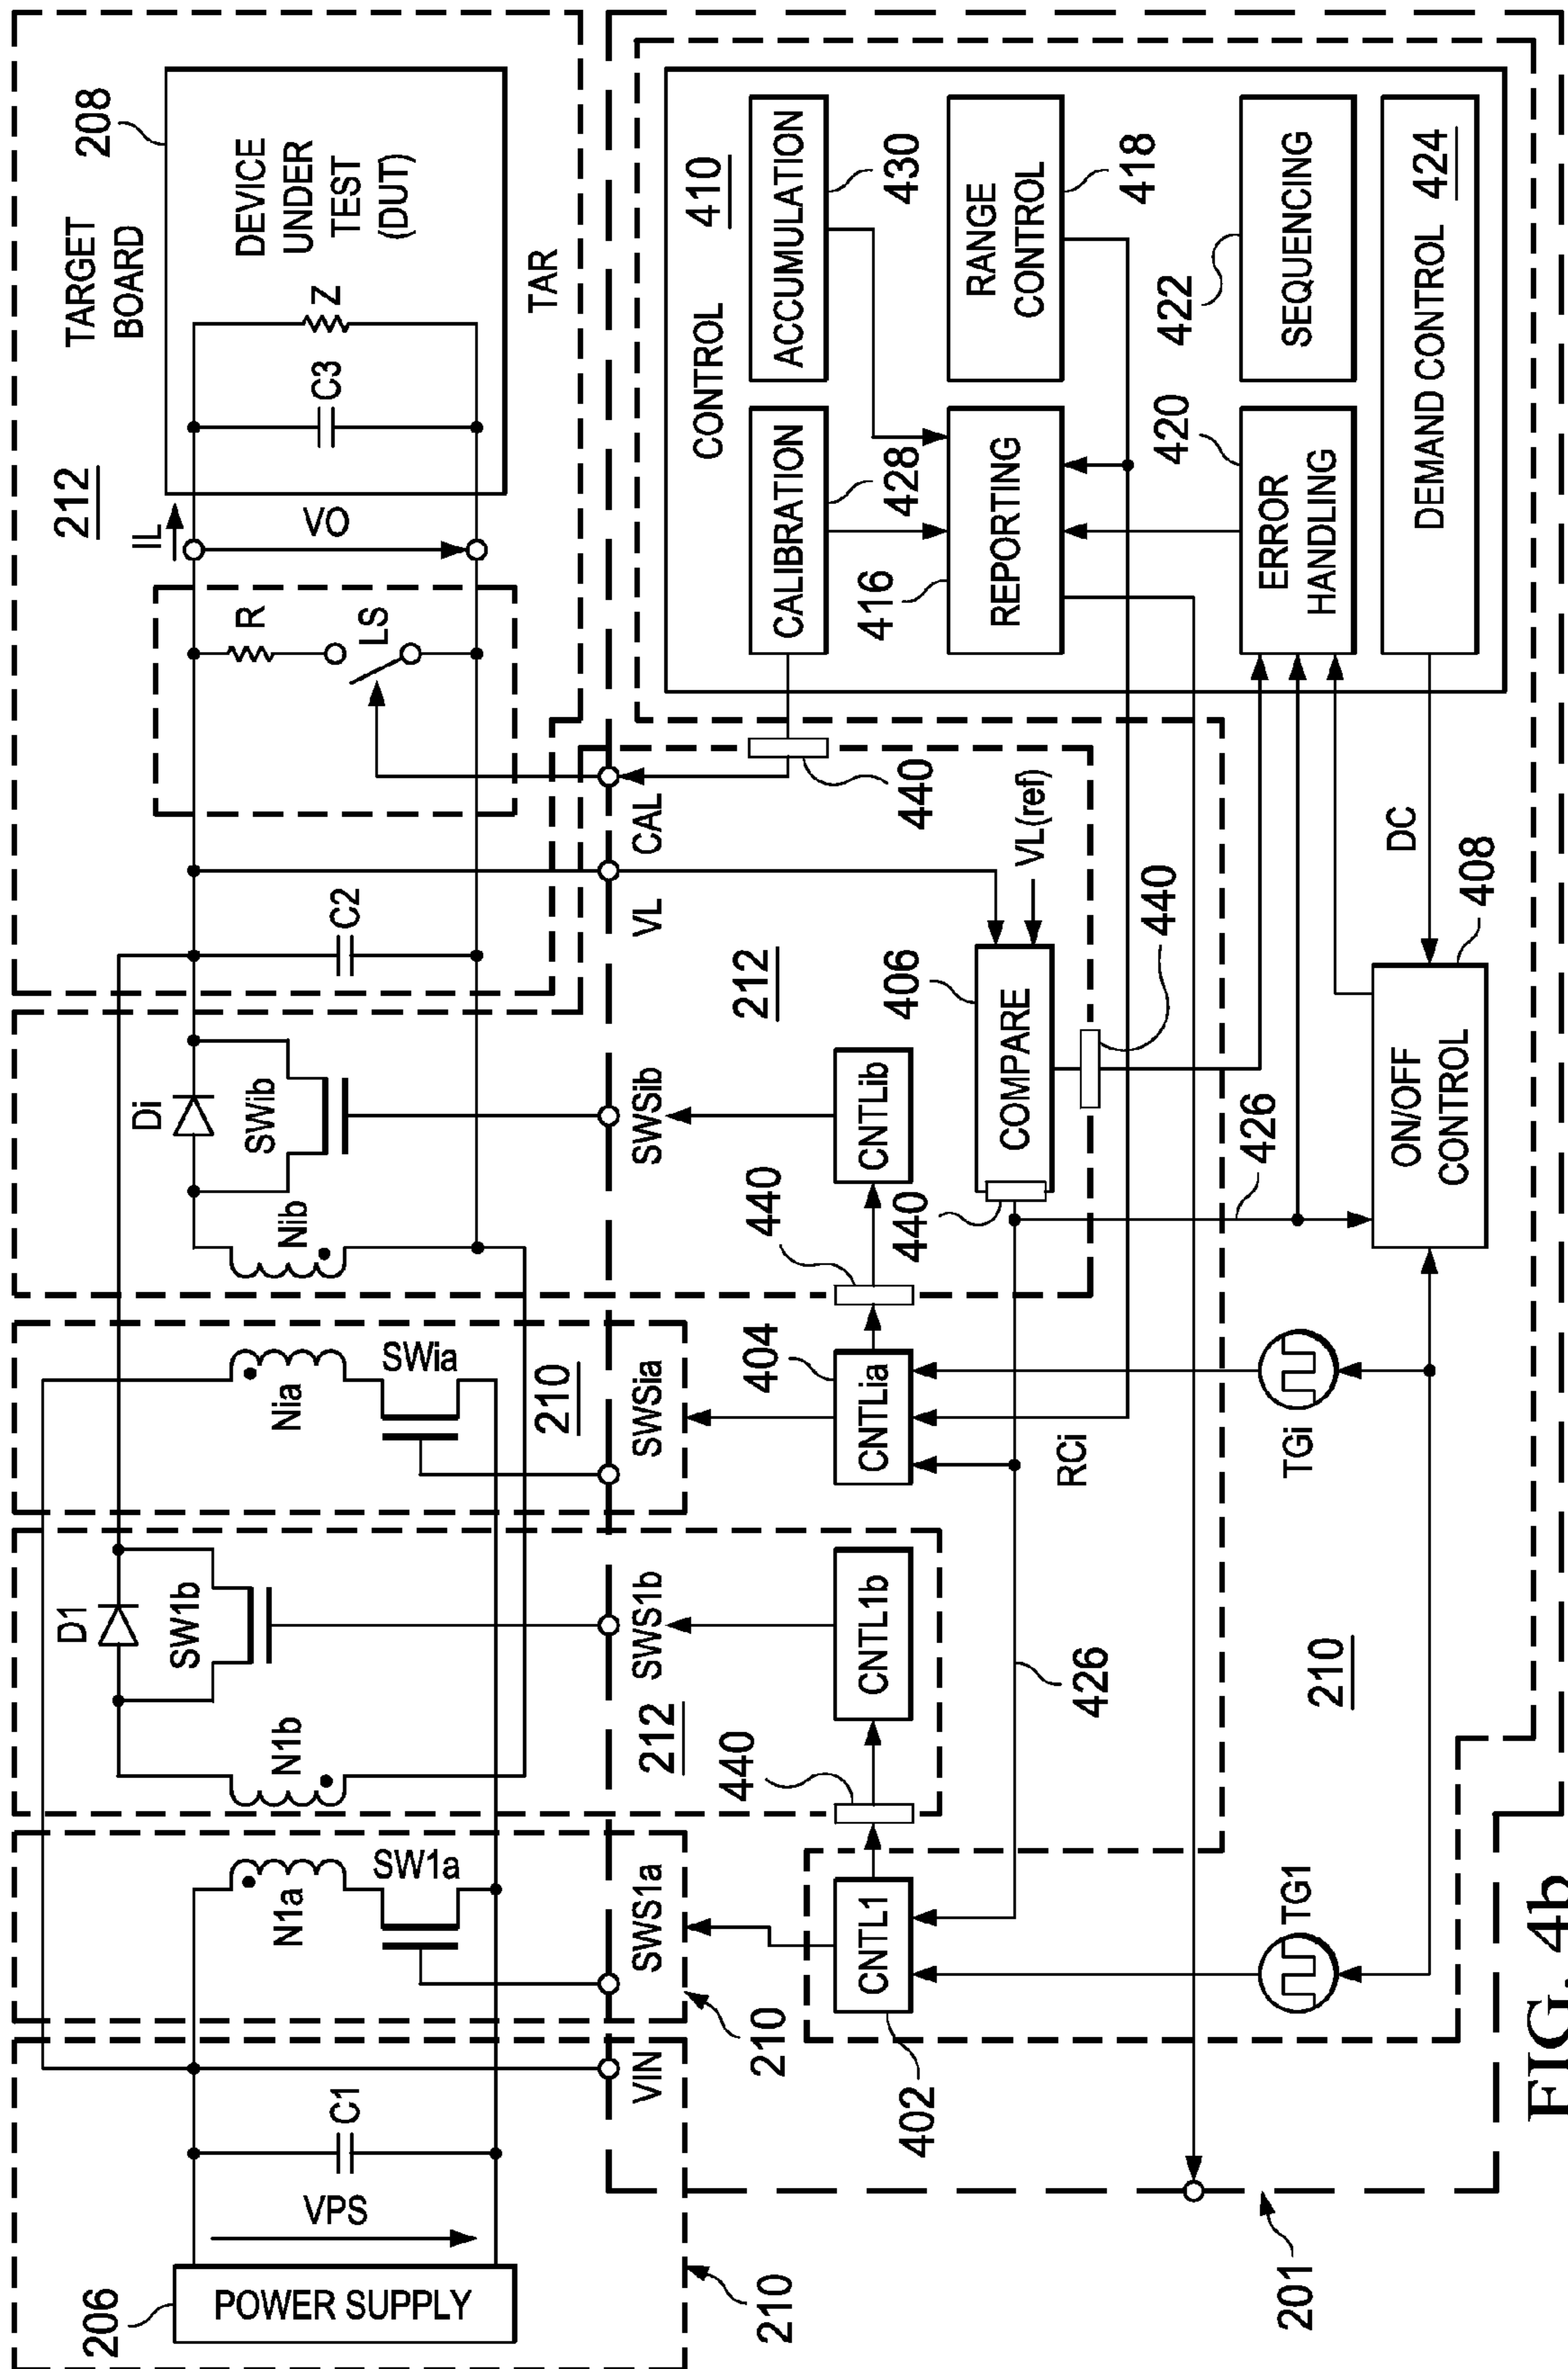 206
POWER SUPPLY
VPS
C1
VIN
210
210
N1a
SW1a
SWS1a
D1
SW1b
N1b
SWS1b
212
Nia
SWia
210
SWSia
Di
SWib
Nib
SWSib
212
C2
VL
CAL
R
LS
IL
VO
212
TARGET
BOARD
208
DEVICE
UNDER
TEST
(DUT)
C3
Z
TAR
402
CNTL1
440
CNTL1b
404
CNTLia
440
CNTLib
440
406
COMPARE
VL(ref)
440
440
426
RCi
426
TG1
TGi
210
ON/OFF
CONTROL
408
DC
CONTROL
410
CALIBRATION
428
ACCUMULATION
430
416
REPORTING
RANGE
CONTROL
418
420
ERROR
HANDLING
422
SEQUENCING
DEMAND CONTROL 424
201
FIG. 4b